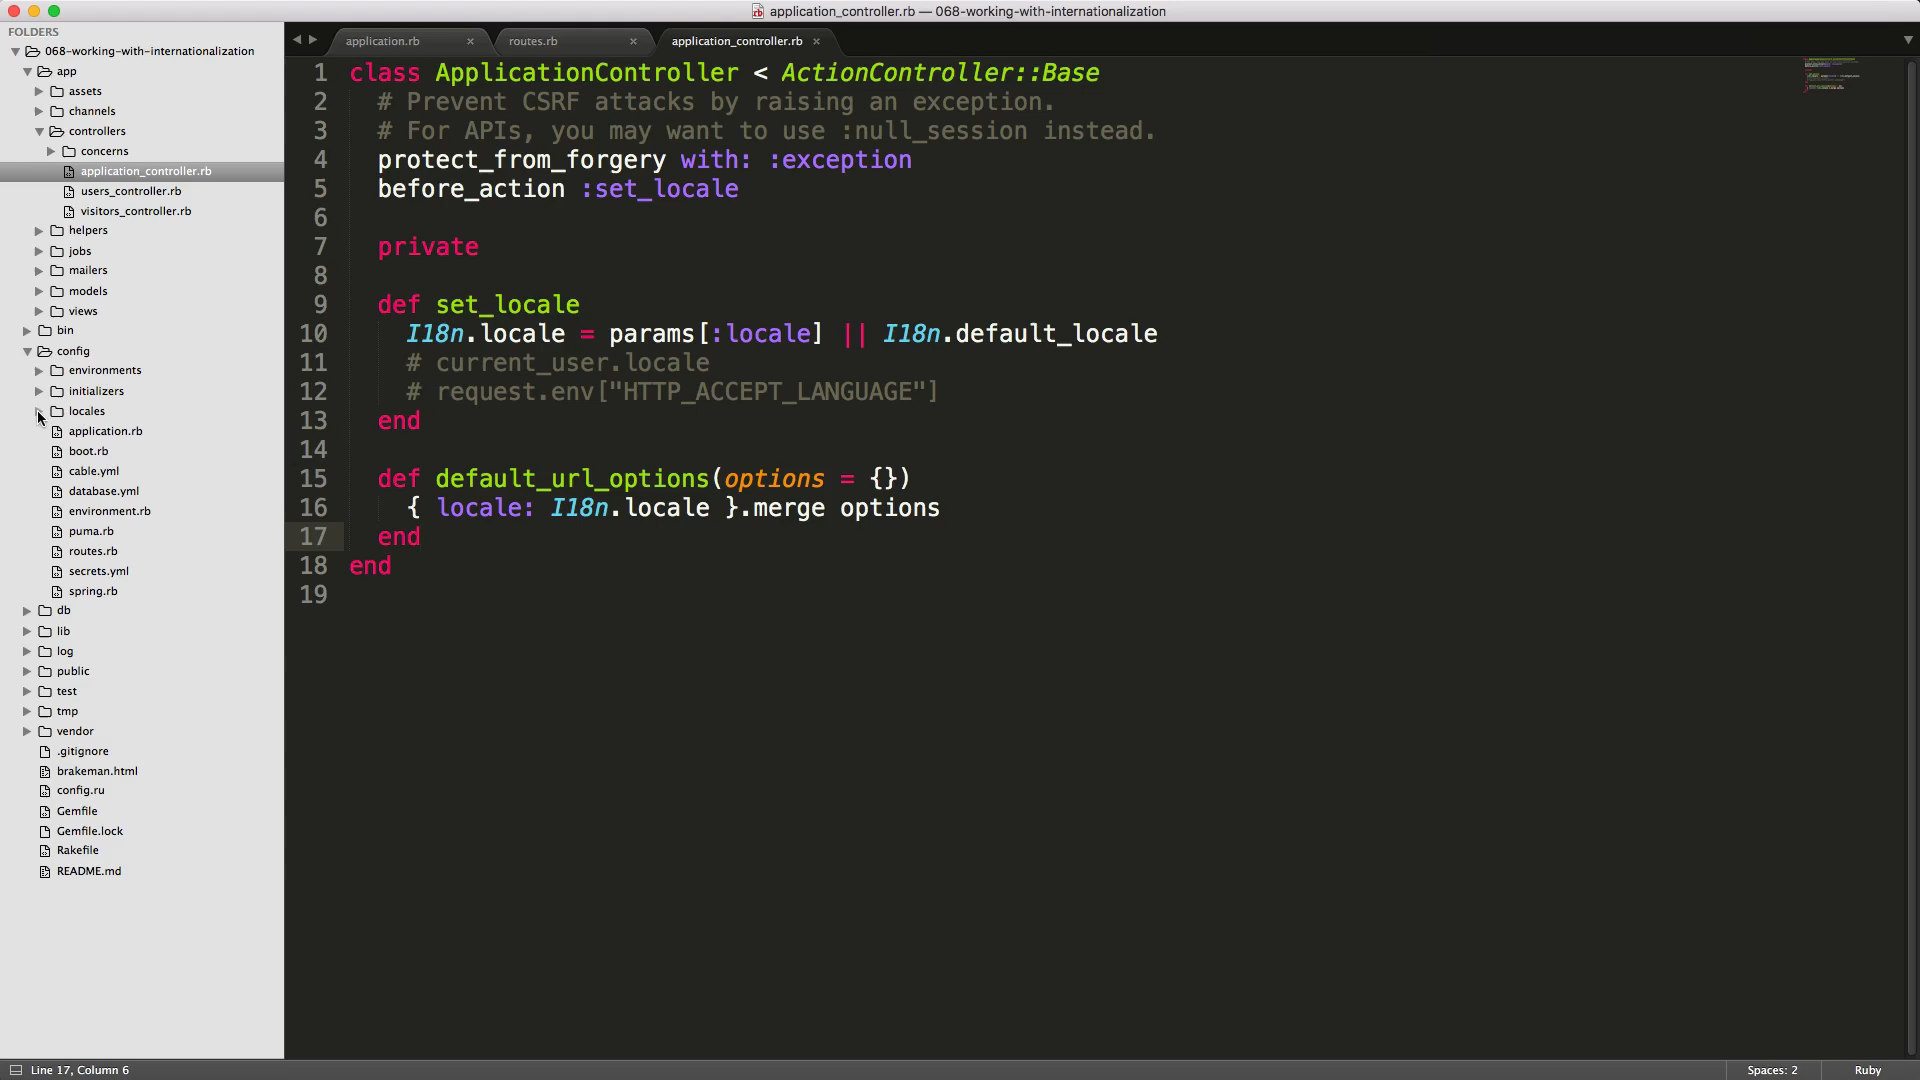 application_controller.rb — 068-working-with-internationalization
FOLDERS
068-working-with-internationalization
app
assets
channels
controllers
concerns
application_controller.rb
users_controller.rb
visitors_controller.rb
helpers
jobs
mailers
models
views
bin
config
environments
initializers
locales
application.rb
boot.rb
cable.yml
database.yml
environment.rb
puma.rb
routes.rb
secrets.yml
spring.rb
db
lib
log
public
test
tmp
vendor
.gitignore
brakeman.html
config.ru
Gemfile
Gemfile.lock
Rakefile
README.md
application.rb × routes.rb × application_controller.rb ×
1 class ApplicationController < ActionController::Base
2 # Prevent CSRF attacks by raising an exception.
3 # For APIs, you may want to use :null_session instead.
4 protect_from_forgery with: :exception
5 before_action :set_locale
6
7 private
8
9 def set_locale
10 I18n.locale = params[:locale] || I18n.default_locale
11 # current_user.locale
12 # request.env["HTTP_ACCEPT_LANGUAGE"]
13 end
14
15 def default_url_options(options = {})
16 { locale: I18n.locale }.merge options
17 end
18 end
19
Line 17, Column 6
Spaces: 2
Ruby